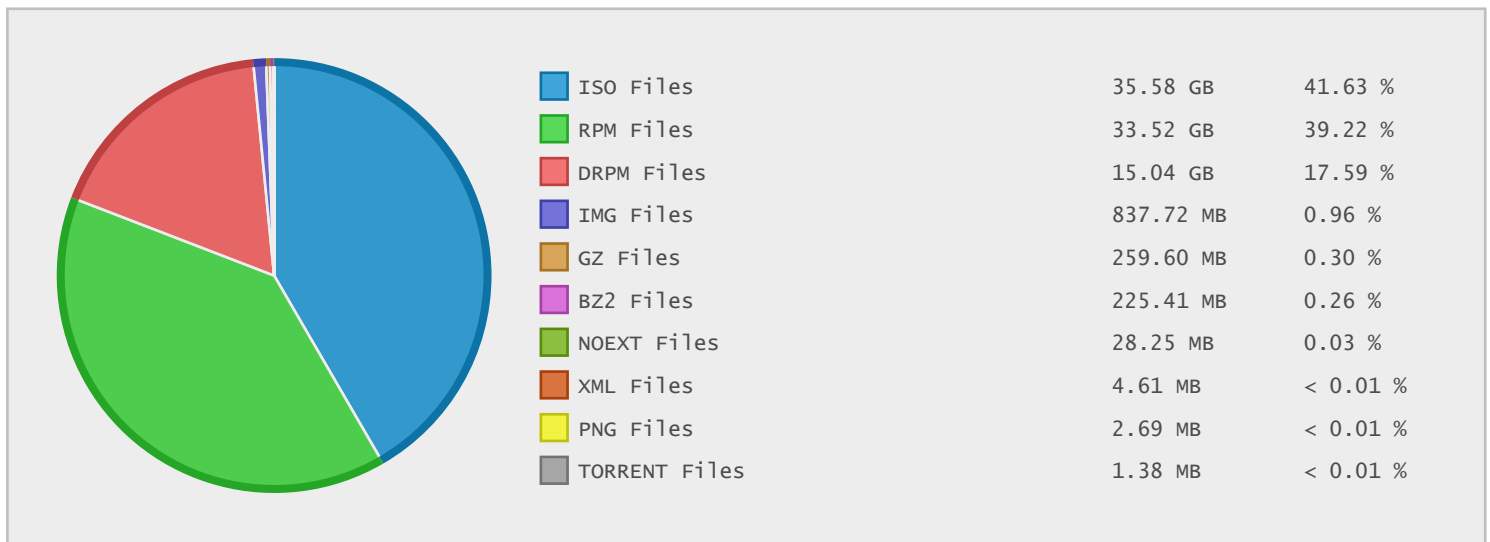 ISO Files 35.58 GB 41.63 %
RPM Files 33.52 GB 39.22 %
DRPM Files 15.04 GB 17.59 %
IMG Files 837.72 MB 0.96 %
GZ Files 259.60 MB 0.30 %
BZ2 Files 225.41 MB 0.26 %
NOEXT Files 28.25 MB 0.03 %
XML Files 4.61 MB < 0.01 %
PNG Files 2.69 MB < 0.01 %
TORRENT Files 1.38 MB < 0.01 %